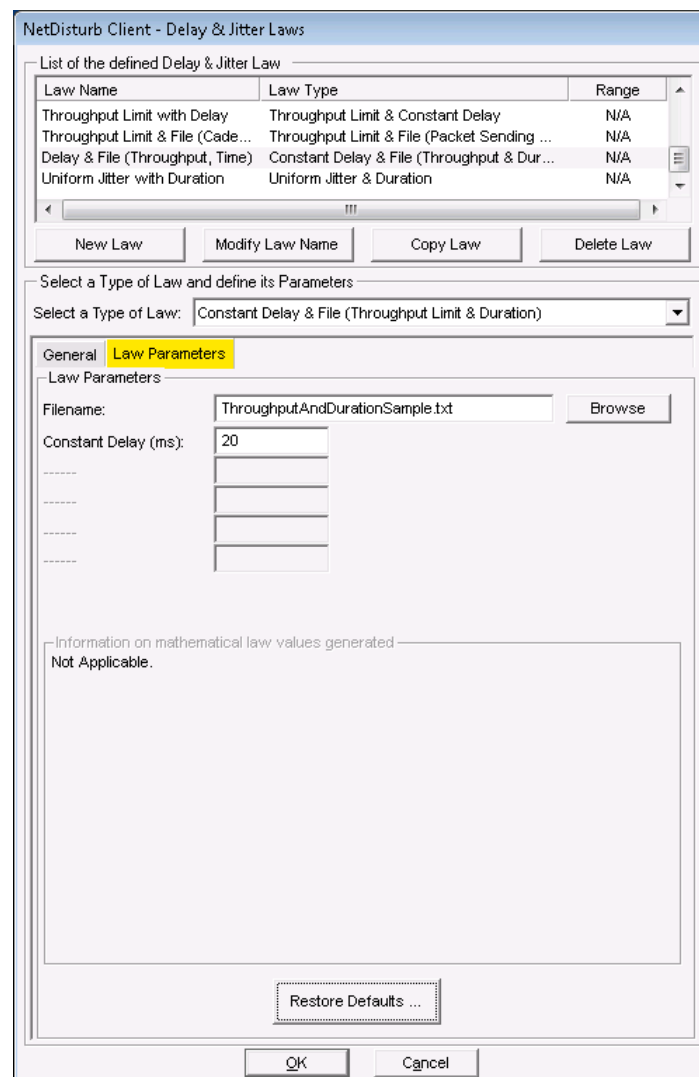 NetDisturb Client - Delay & Jitter Laws
List of the defined Delay & Jitter Law
Law Name Law Type Range
Throughput Limit with Delay Throughput Limit & Constant Delay N/A
Throughput Limit & File (Cade... Throughput Limit & File (Packet Sending ... N/A
Delay & File (Throughput, Time) Constant Delay & File (Throughput & Dur... N/A
Uniform Jitter with Duration Uniform Jitter & Duration N/A
New Law Modify Law Name Copy Law Delete Law
Select a Type of Law and define its Parameters
Select a Type of Law: Constant Delay & File (Throughput Limit & Duration)
General Law Parameters
Law Parameters
Filename: ThroughputAndDurationSample.txt Browse
Constant Delay (ms): 20
------
------
------
------
Information on mathematical law values generated
Not Applicable.
Restore Defaults ...
OK Cancel